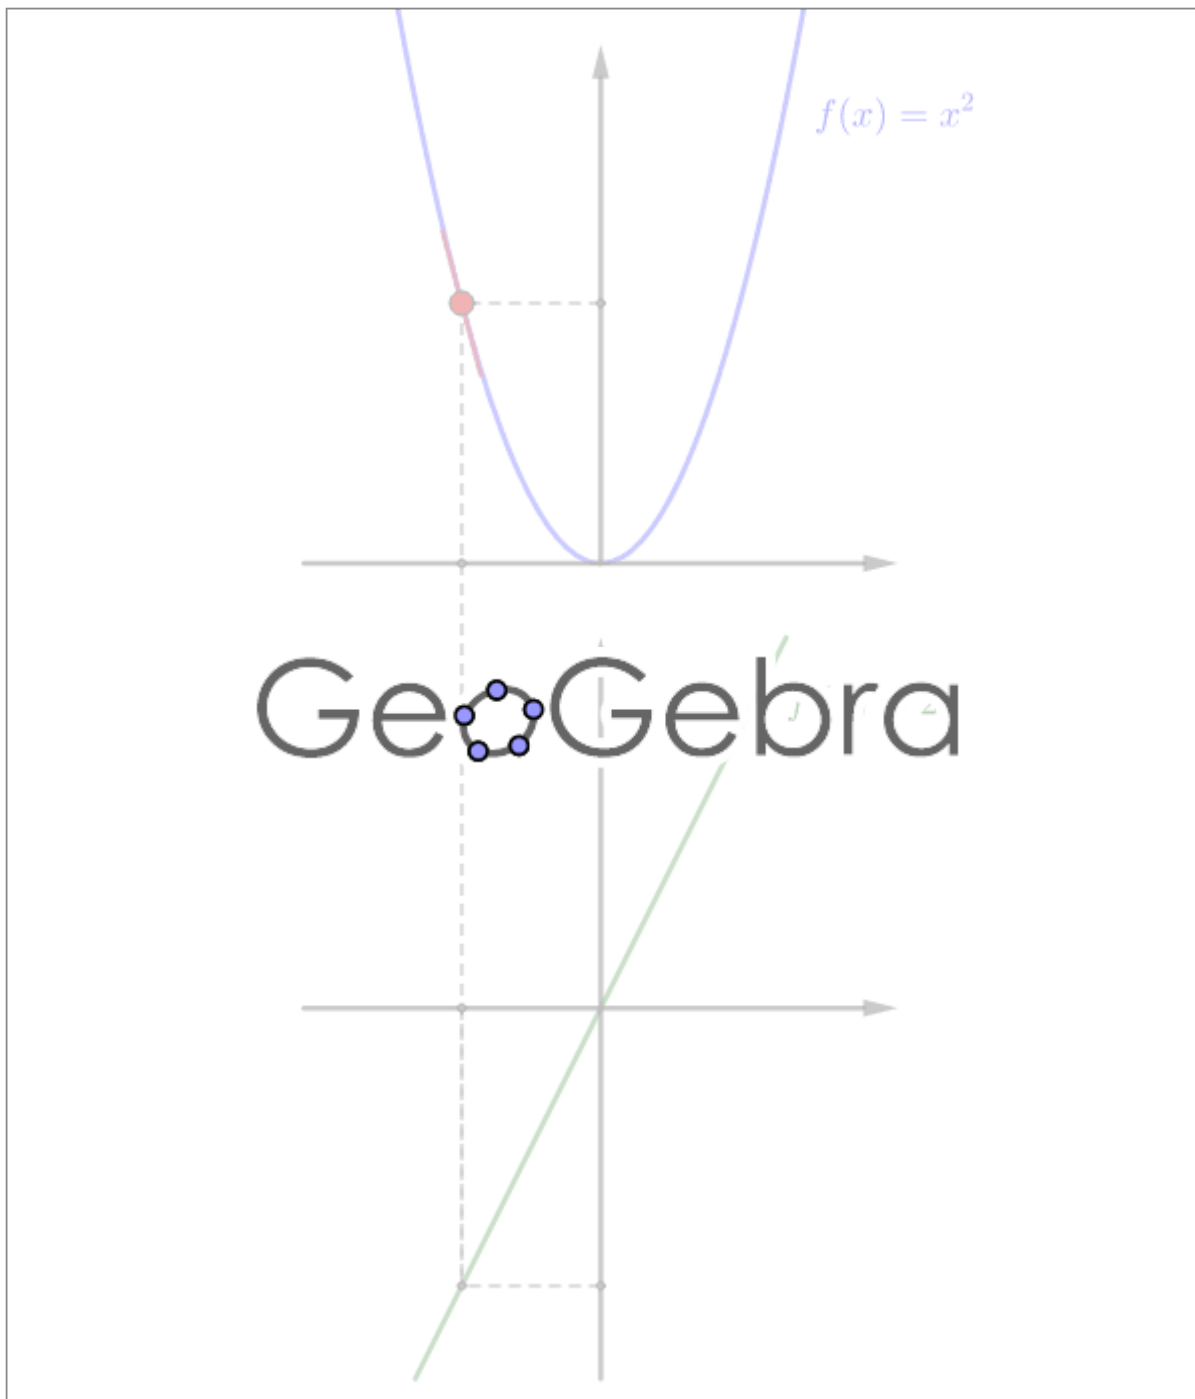 f(x) = x²
GeoGebra